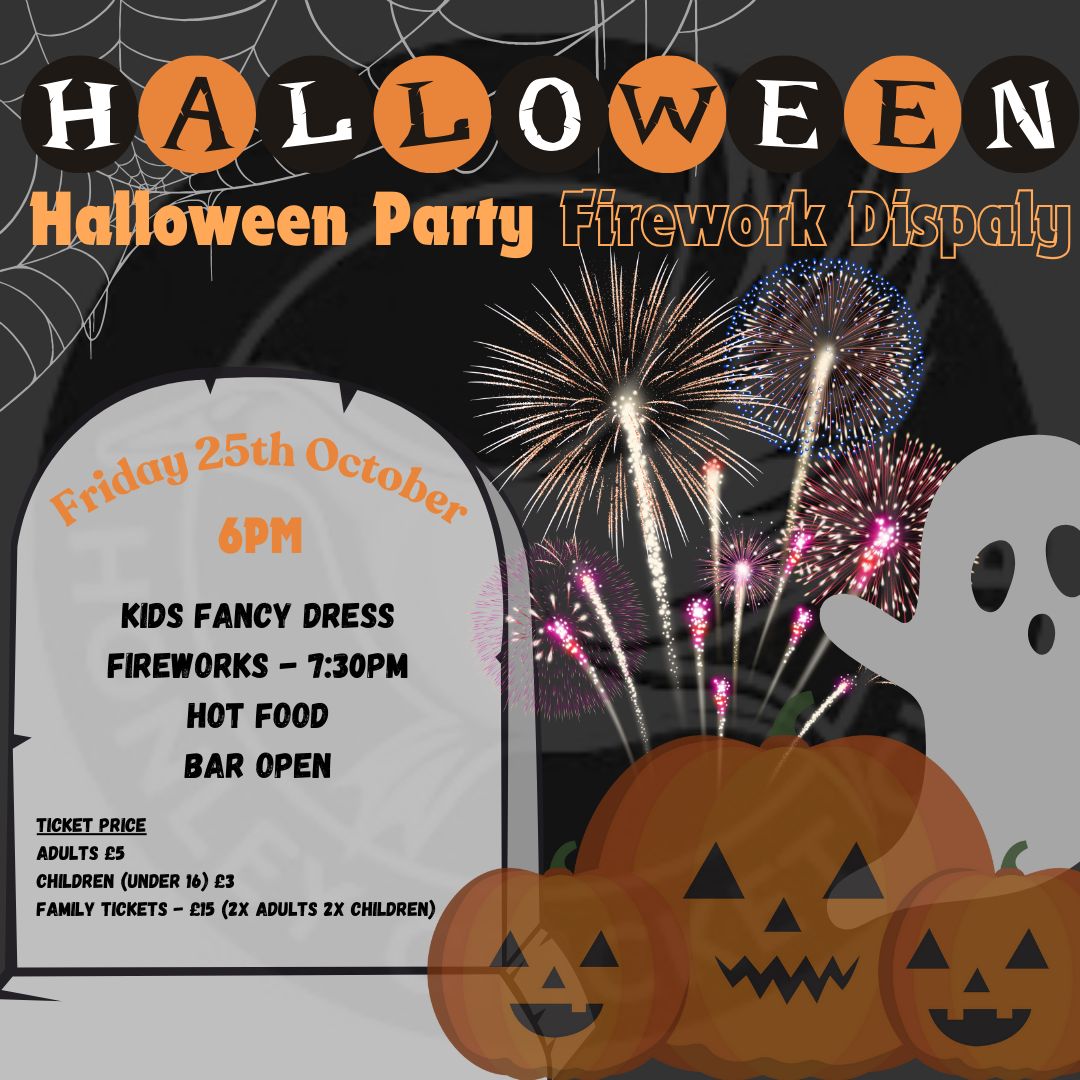 HALLOWEEN
Halloween Party Firework Dispaly
Friday 25th October
6PM
KIDS FANCY DRESS
FIREWORKS – 7:30PM
HOT FOOD
BAR OPEN
TICKET PRICE
ADULTS £5
CHILDREN (UNDER 16) £3
FAMILY TICKETS – £15 (2X ADULTS 2X CHILDREN)